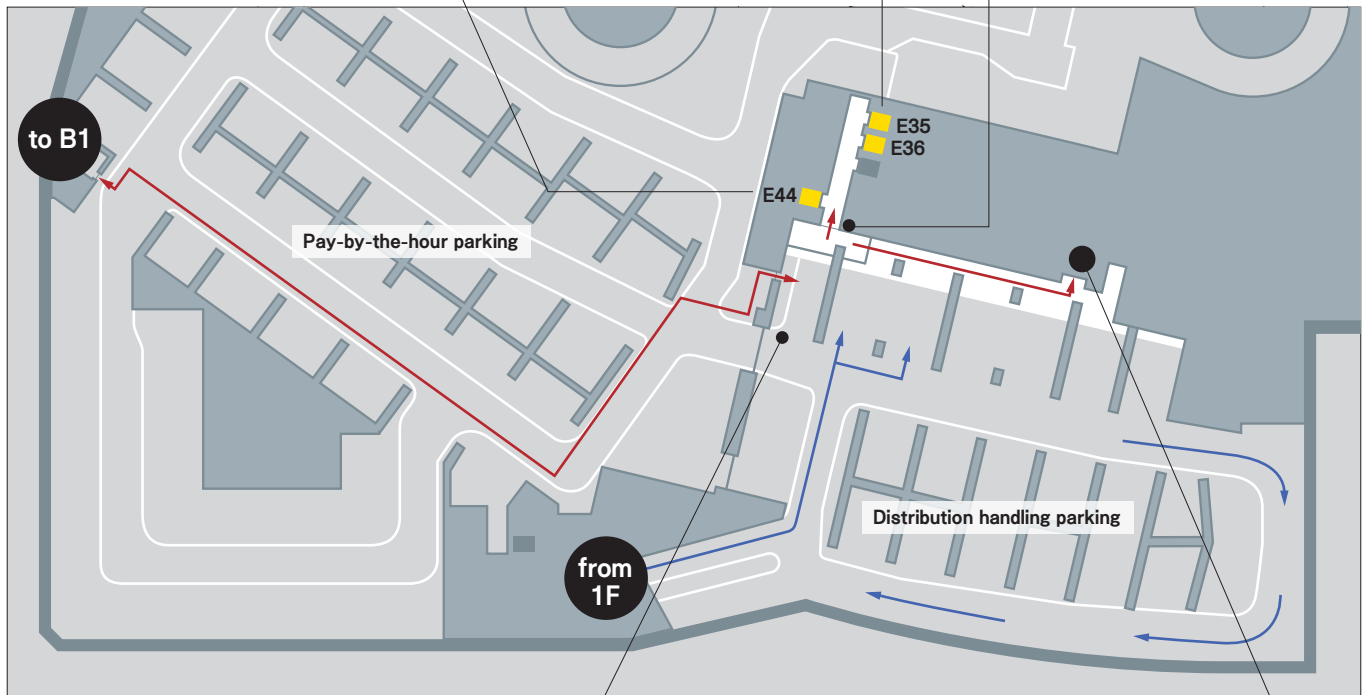 to B1
E35
E36
E44
Pay-by-the-hour parking
Distribution handling parking
from
1F